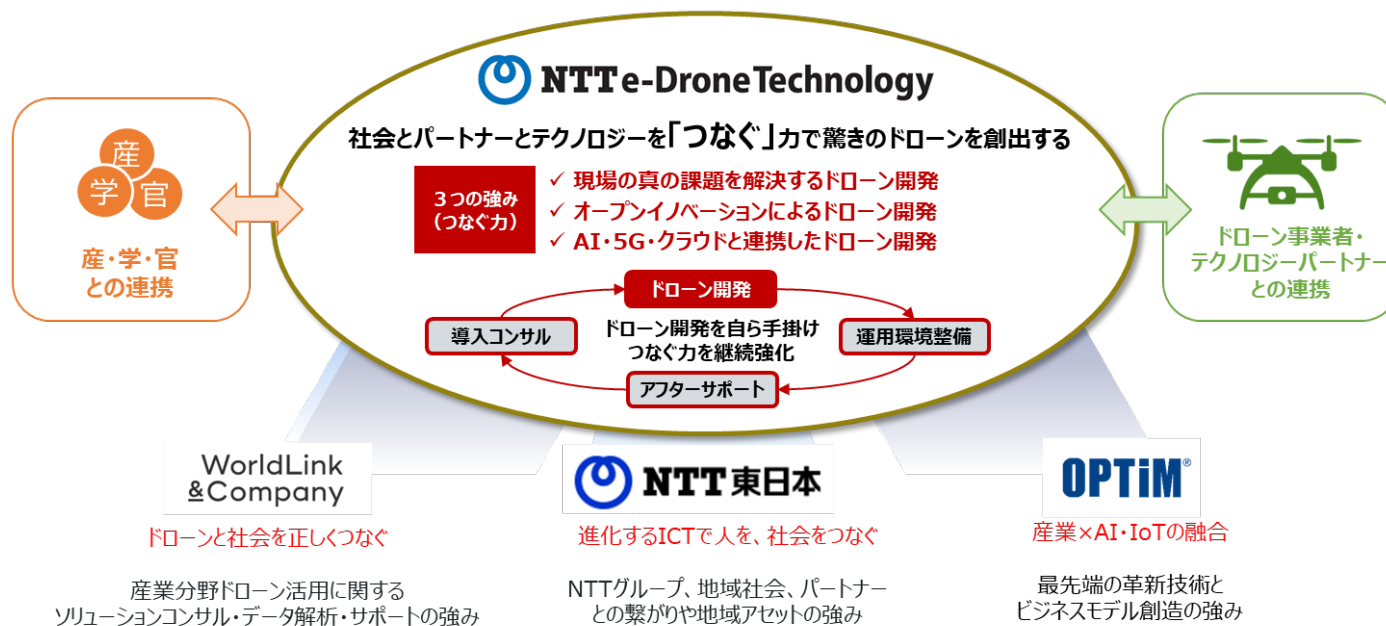 NTT e-Drone Technology
社会とパートナーとテクノロジーを「つなぐ」力で驚きのドローンを創出する
産
学 官
産・学・官
との連携
3つの強み
(つなぐ力)
✓ 現場の真の課題を解決するドローン開発
✓ オープンイノベーションによるドローン開発
✓ AI・5G・クラウドと連携したドローン開発
ドローン事業者・
テクノロジーパートナー
との連携
ドローン開発
導入コンサル
ドローン開発を自ら手掛け
つなぐ力を継続強化
運用環境整備
アフターサポート
WorldLink
&Company
ドローンと社会を正しくつなぐ
産業分野ドローン活用に関する
ソリューションコンサル・データ解析・サポートの強み
NTT東日本
進化するICTで人を、社会をつなぐ
NTTグループ、地域社会、パートナー
との繋がりや地域アセットの強み
OPTiM®
産業×AI・IoTの融合
最先端の革新技術と
ビジネスモデル創造の強み